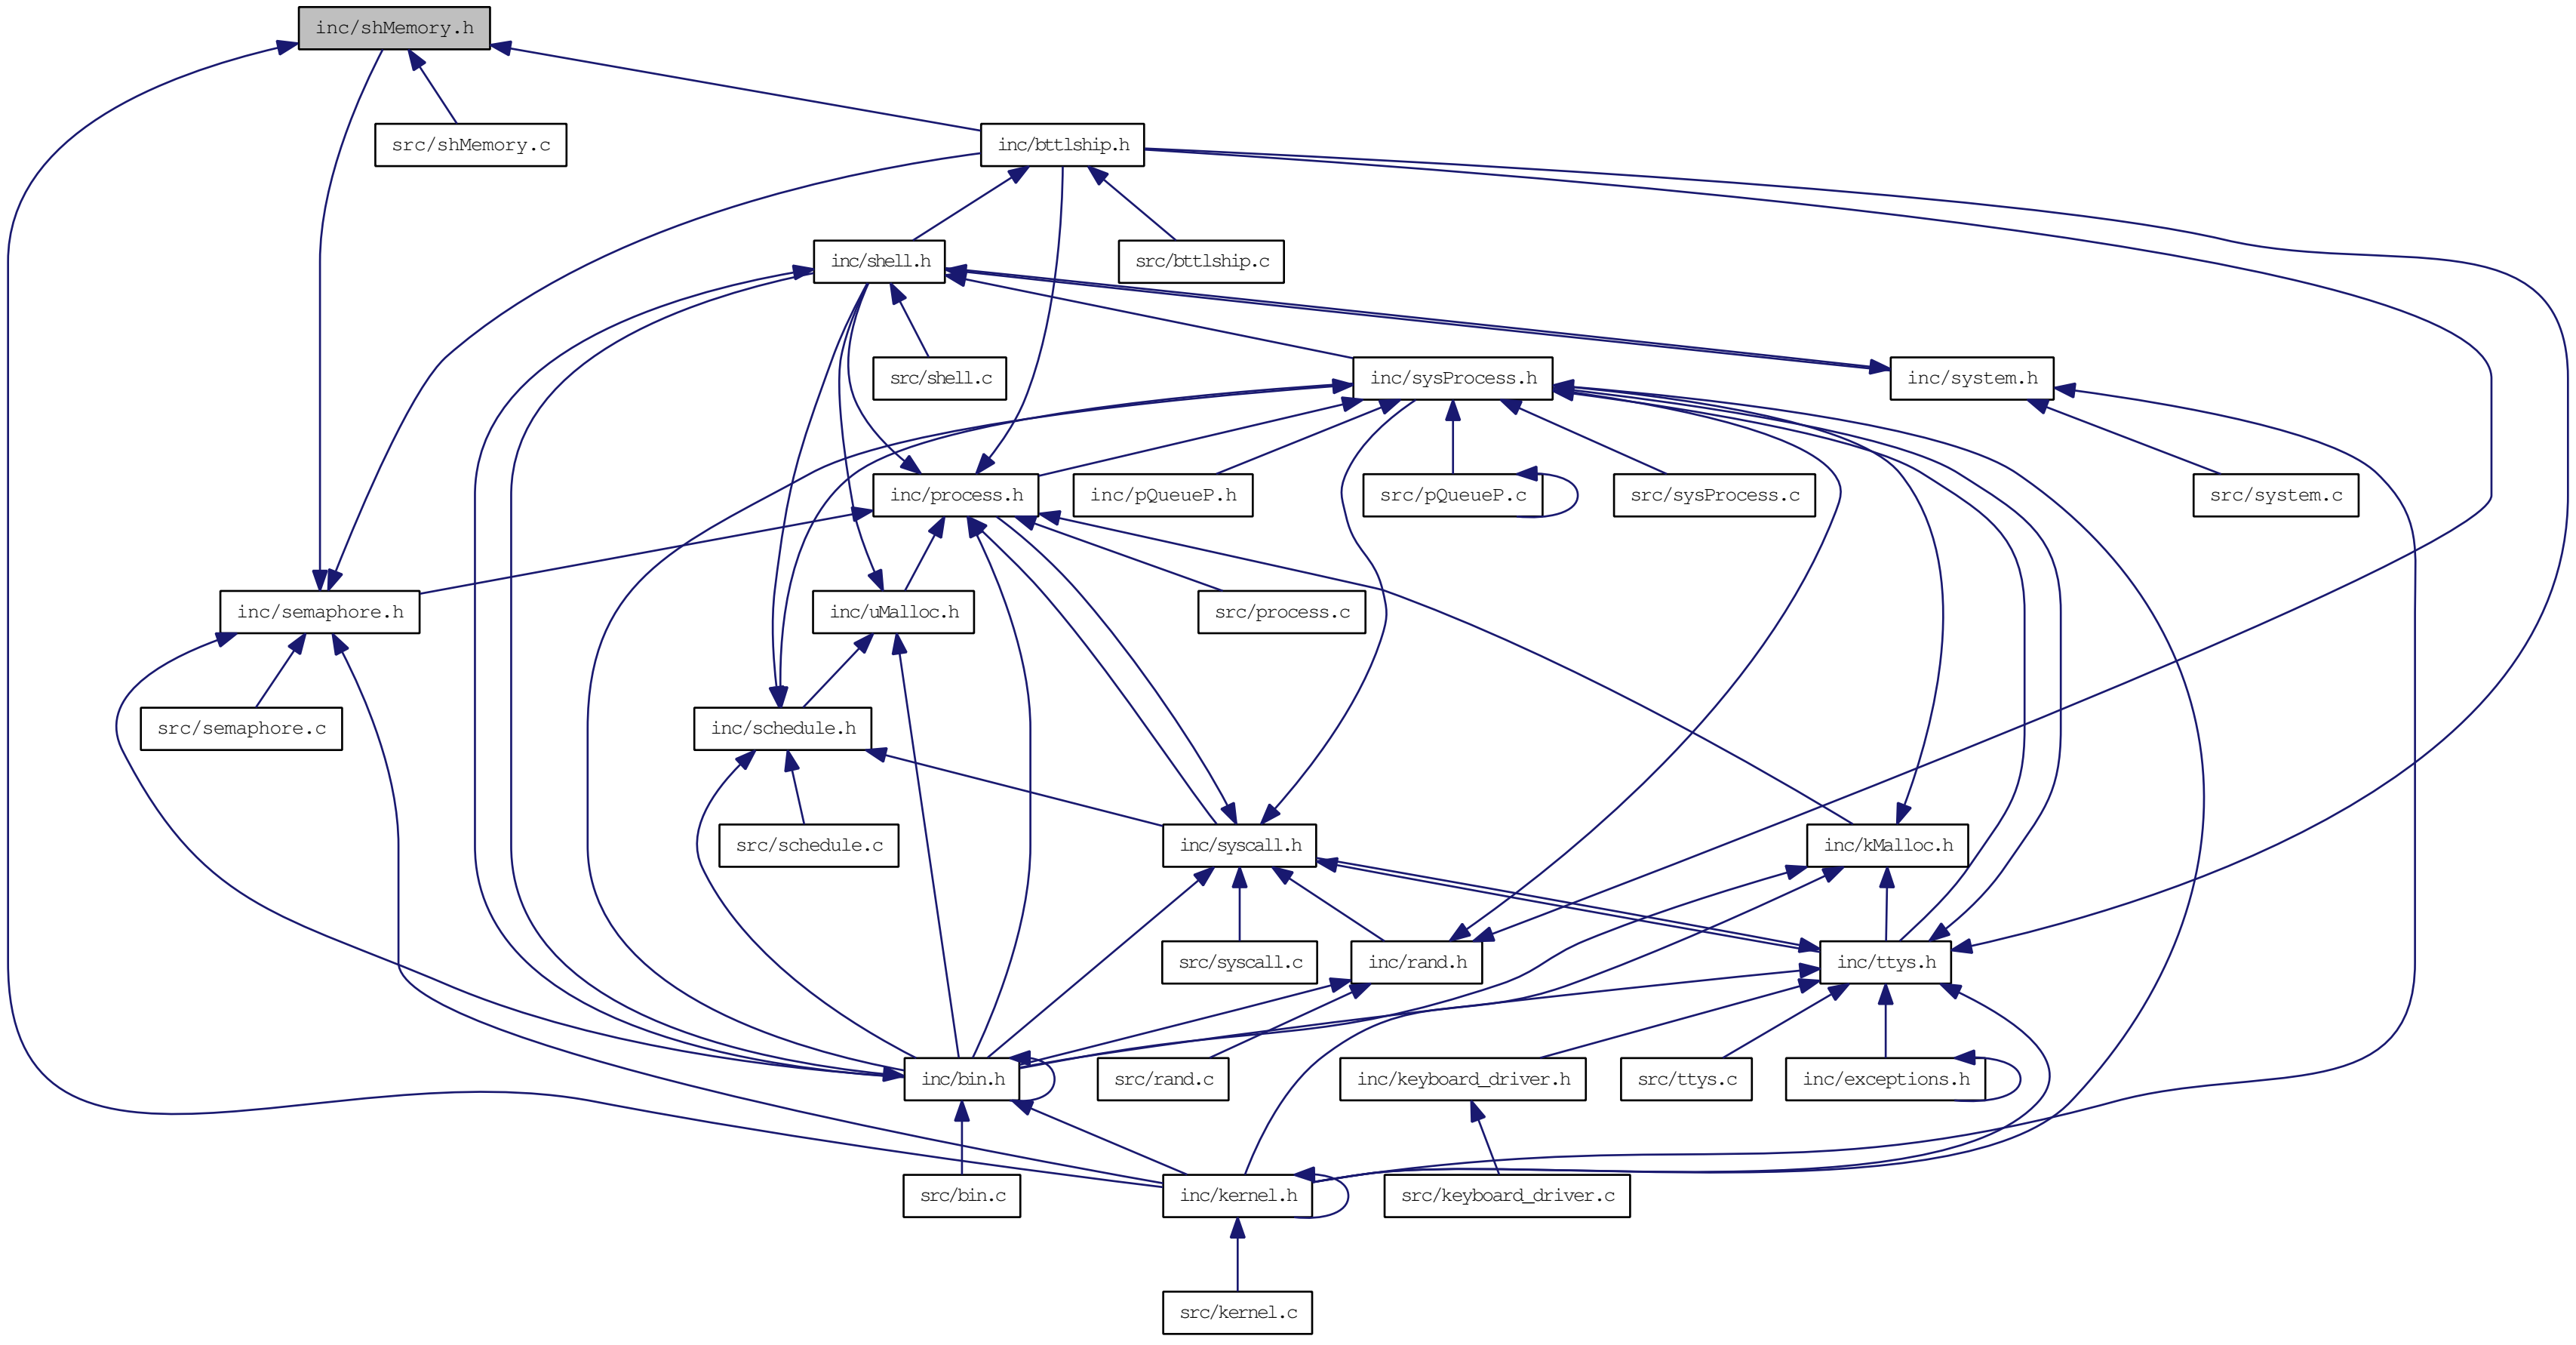 inc/shMemory.h
src/shMemory.c
inc/bttlship.h
inc/shell.h
src/bttlship.c
src/shell.c
inc/sysProcess.h
inc/system.h
inc/process.h
inc/pQueueP.h
src/pQueueP.c
src/sysProcess.c
src/system.c
inc/semaphore.h
inc/uMalloc.h
src/process.c
src/semaphore.c
inc/schedule.h
src/schedule.c
inc/syscall.h
inc/kMalloc.h
src/syscall.c
inc/rand.h
inc/ttys.h
inc/bin.h
src/rand.c
inc/keyboard_driver.h
src/ttys.c
inc/exceptions.h
src/bin.c
inc/kernel.h
src/keyboard_driver.c
src/kernel.c